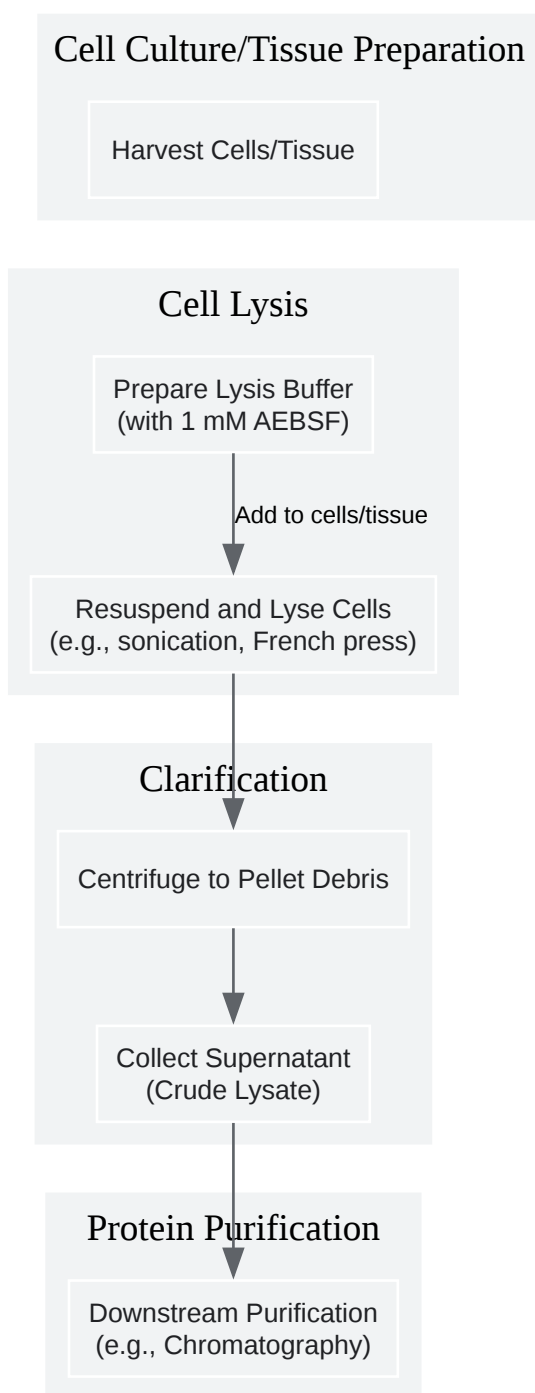 Cell Culture/Tissue Preparation
Harvest Cells/Tissue
Cell Lysis
Prepare Lysis Buffer
(with 1 mM AEBSF)
Add to cells/tissue
Resuspend and Lyse Cells
(e.g., sonication, French press)
Clarification
Centrifuge to Pellet Debris
Collect Supernatant
(Crude Lysate)
Protein Purification
Downstream Purification
(e.g., Chromatography)